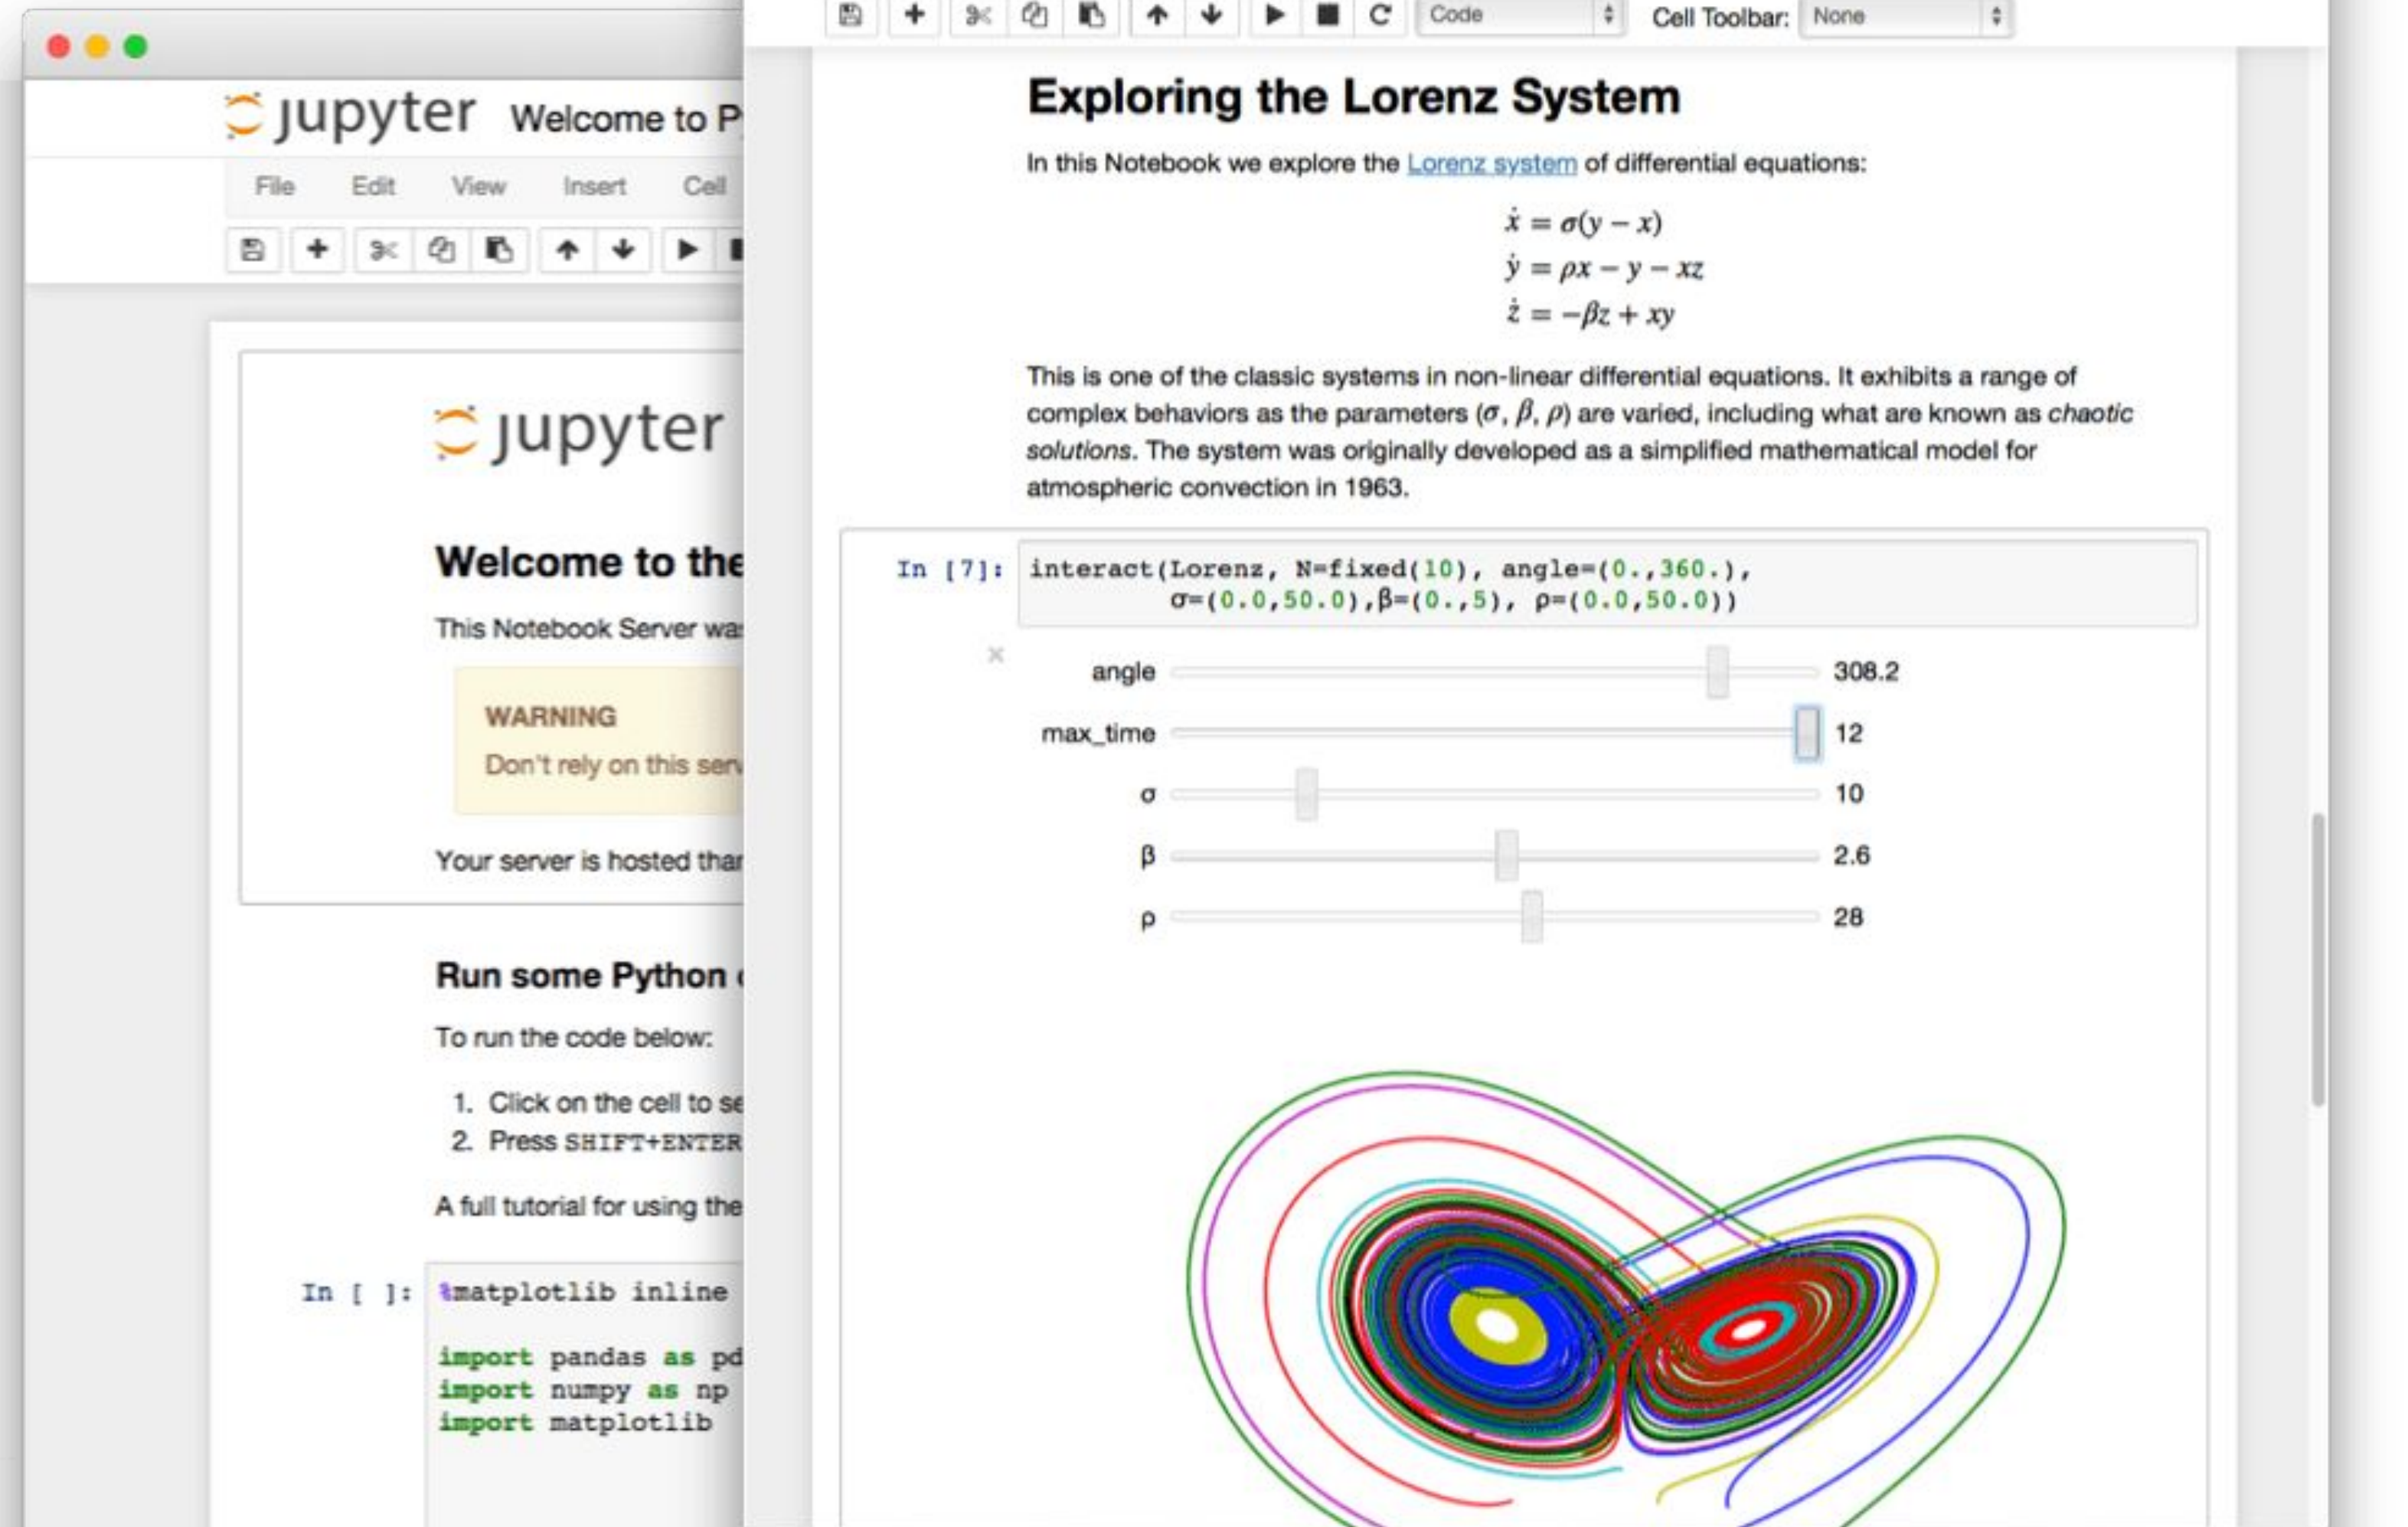 jupyter Welcome to P
File Edit View Insert Cell
jupyter
Welcome to the
This Notebook Server was
WARNING
Don't rely on this serv
Your server is hosted than
Run some Python
To run the code below:
1. Click on the cell to se
2. Press SHIFT+ENTER
A full tutorial for using the
In [ ]: %matplotlib inline
import pandas as pd
import numpy as np
import matplotlib
Code Cell Toolbar: None
Exploring the Lorenz System
In this Notebook we explore the Lorenz system of differential equations:
ẋ = σ(y − x)
ẏ = ρx − y − xz
ż = −βz + xy
This is one of the classic systems in non-linear differential equations. It exhibits a range of
complex behaviors as the parameters (σ, β, ρ) are varied, including what are known as chaotic
solutions. The system was originally developed as a simplified mathematical model for
atmospheric convection in 1963.
In [7]: interact(Lorenz, N=fixed(10), angle=(0.,360.),
σ=(0.0,50.0),β=(0.,5), ρ=(0.0,50.0))
angle 308.2
max_time 12
σ 10
β 2.6
ρ 28